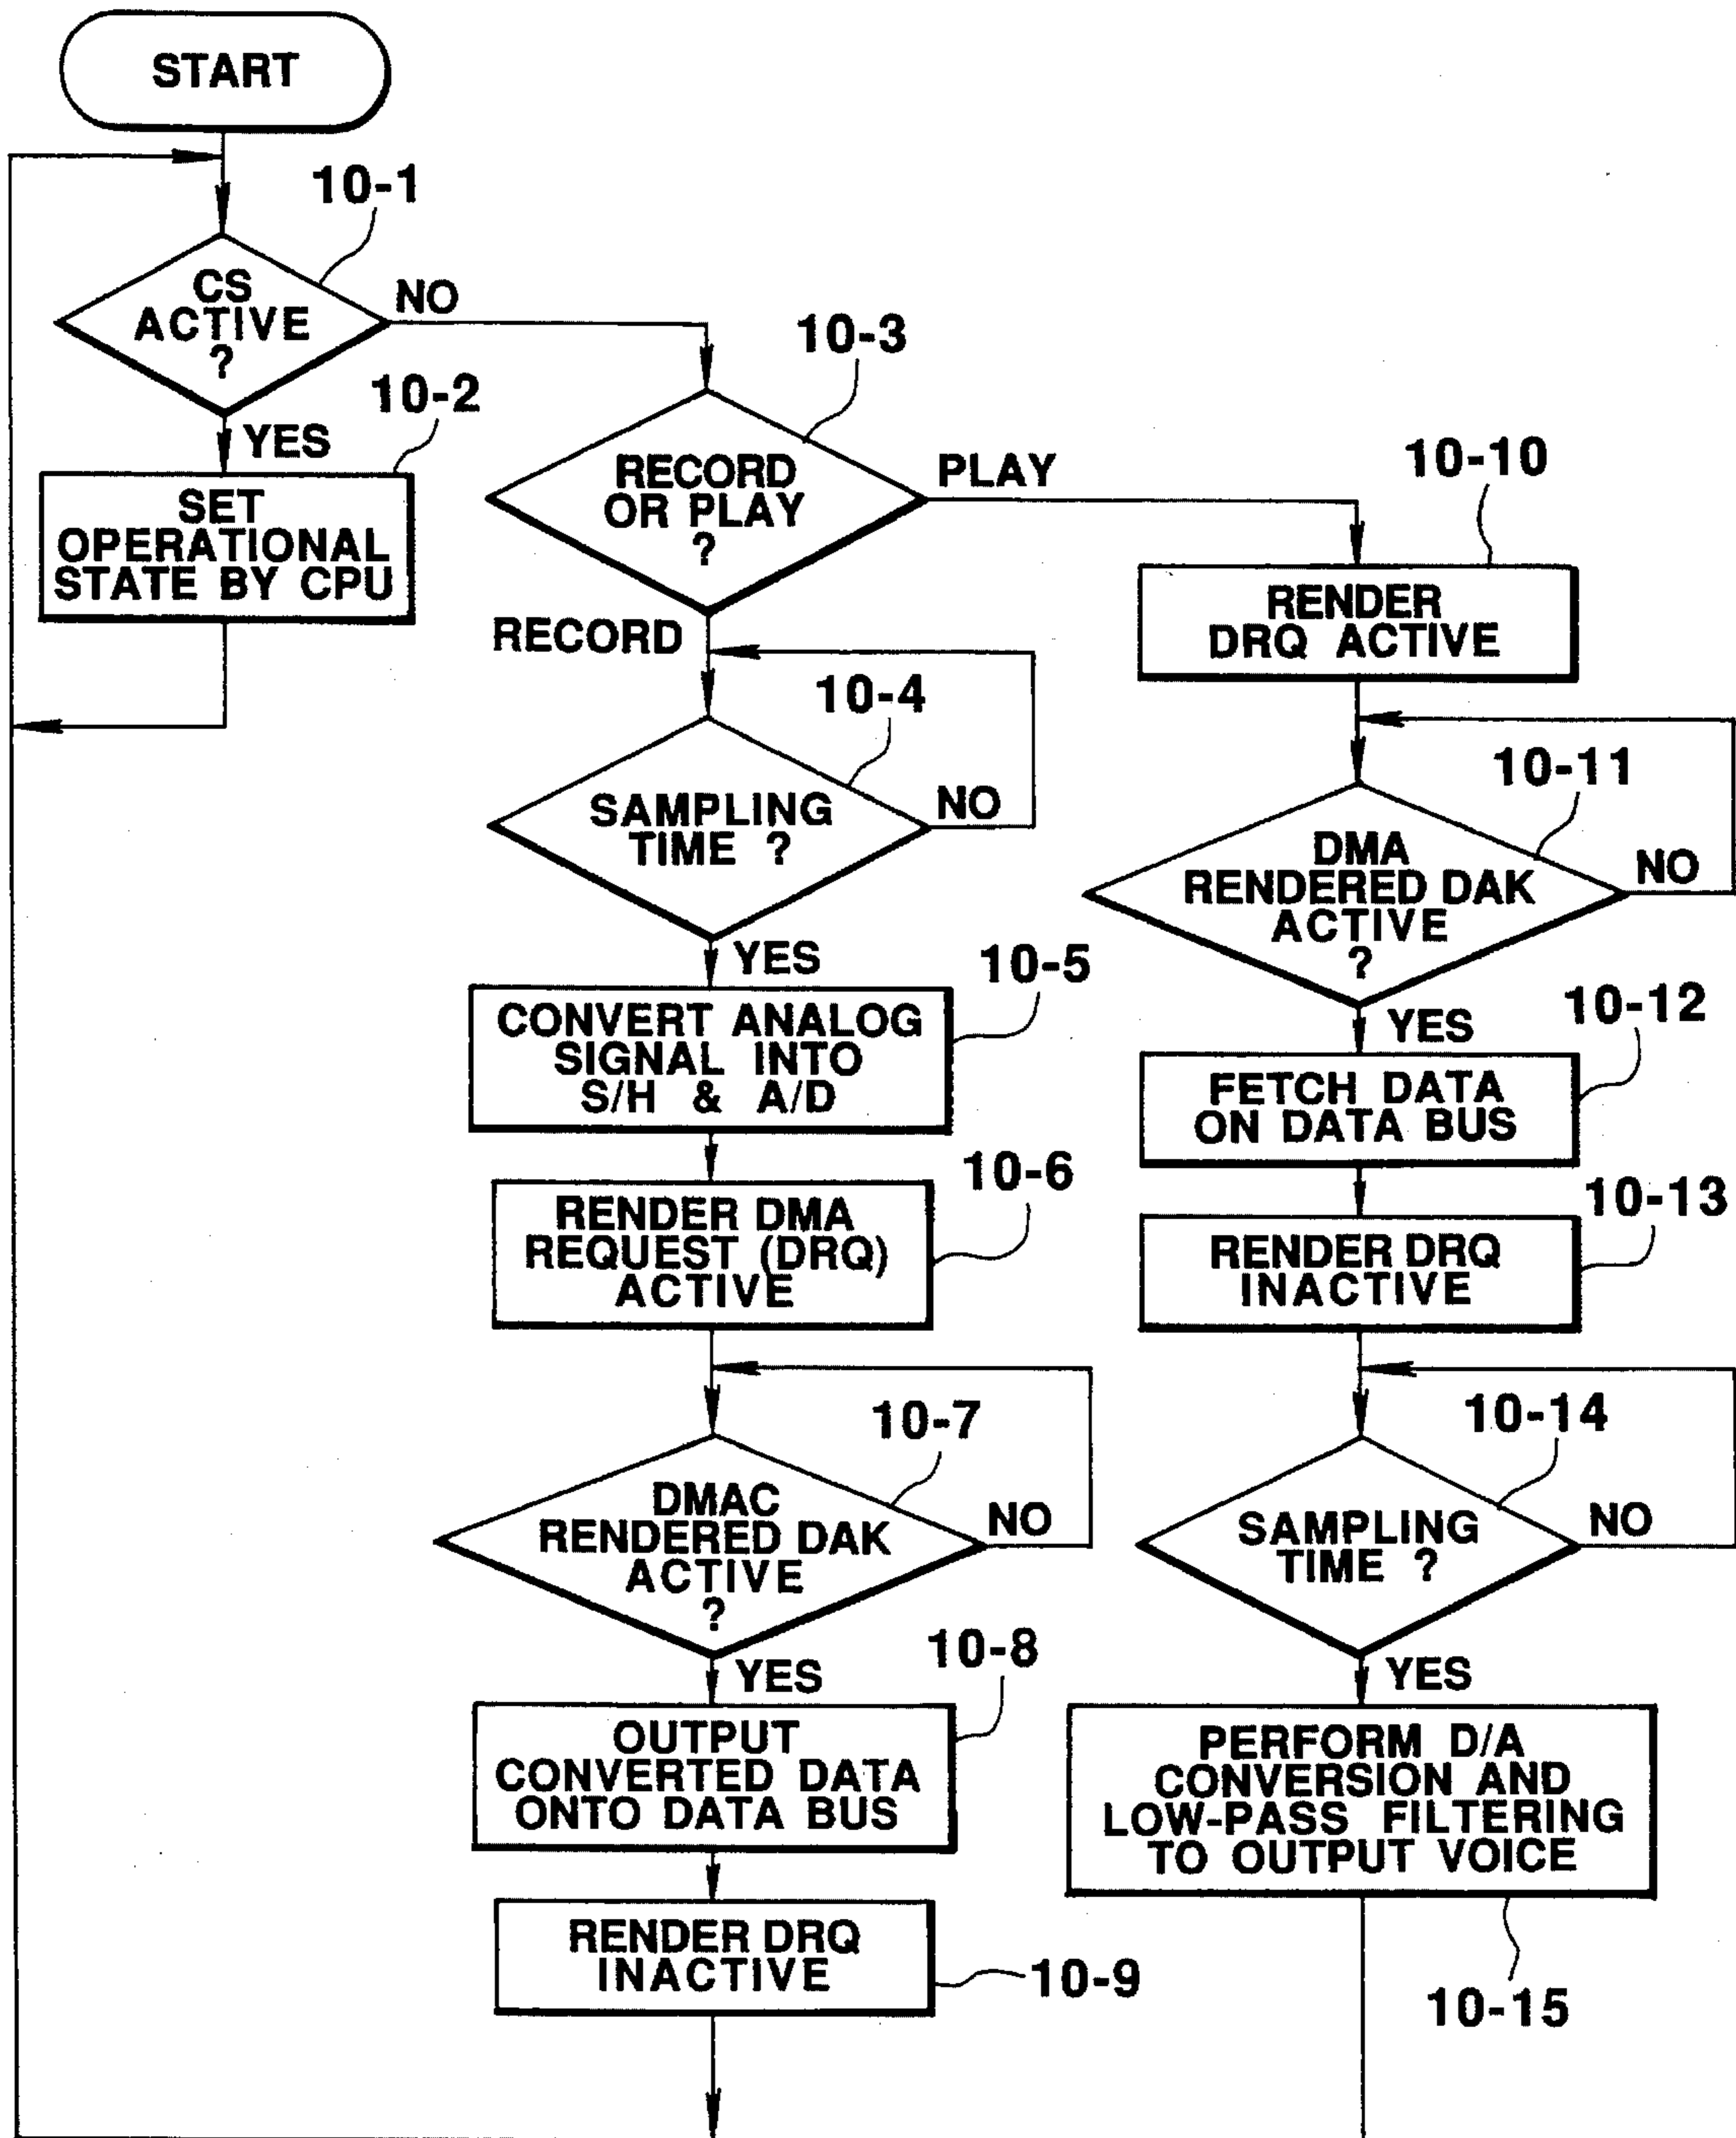 START
10-1
CS
ACTIVE
?
NO
YES
10-2
SET
OPERATIONAL
STATE BY CPU
10-3
RECORD
OR PLAY
?
PLAY
RECORD
10-4
SAMPLING
TIME ?
NO
YES
10-5
CONVERT ANALOG
SIGNAL INTO
S/H & A/D
10-6
RENDER DMA
REQUEST (DRQ)
ACTIVE
10-7
DMAC
RENDERED DAK
ACTIVE
?
NO
YES
10-8
OUTPUT
CONVERTED DATA
ONTO DATA BUS
RENDER DRQ
INACTIVE
10-9
10-10
RENDER
DRQ ACTIVE
10-11
DMA
RENDERED DAK
ACTIVE
?
NO
YES
10-12
FETCH DATA
ON DATA BUS
10-13
RENDER DRQ
INACTIVE
10-14
SAMPLING
TIME ?
NO
YES
PERFORM D/A
CONVERSION AND
LOW-PASS FILTERING
TO OUTPUT VOICE
10-15